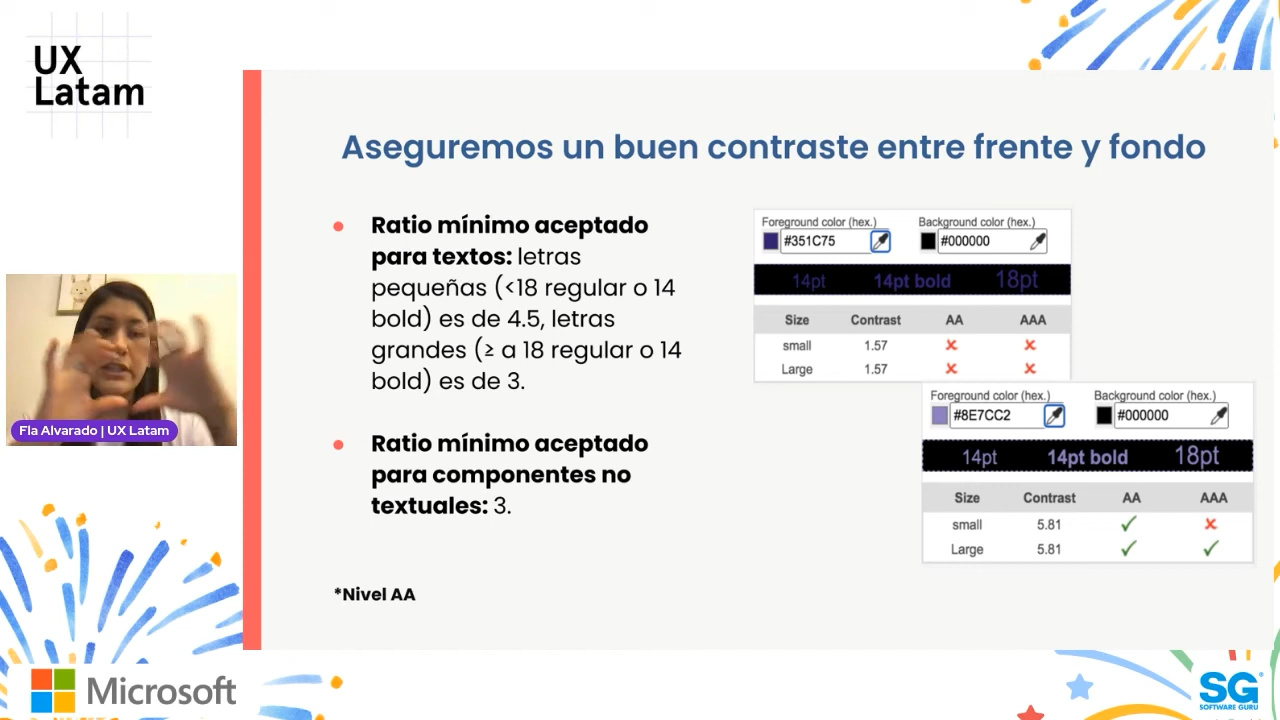 UX
Latam
Aseguremos un buen contraste entre frente y fondo
Ratio mínimo aceptado
para textos: letras
pequeñas (<18 regular o 14
bold) es de 4.5, letras
grandes (≥ a 18 regular o 14
bold) es de 3.
Ratio mínimo aceptado
para componentes no
textuales: 3.
*Nivel AA
Foreground color (hex.) Background color (hex.)
#351C75 #000000
14pt 14pt bold 18pt
Size Contrast AA AAA
small 1.57 ✗ ✗
Large 1.57 ✗ ✗
Foreground color (hex.) Background color (hex.)
#8E7CC2 #000000
14pt 14pt bold 18pt
Size Contrast AA AAA
small 5.81 ✓ ✗
Large 5.81 ✓ ✓
Fla Alvarado | UX Latam
Microsoft
SG
SOFTWARE GURU